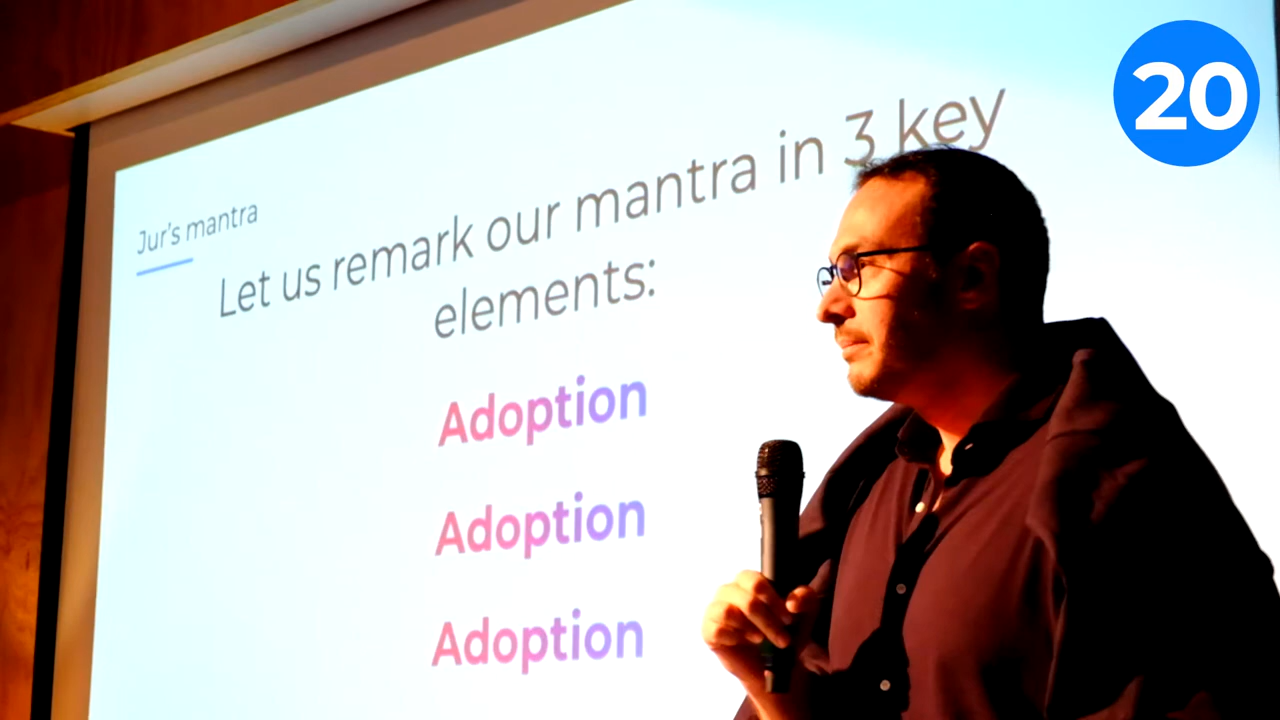 20
Jur's mantra
Let us remark our mantra in 3 key
elements:
Adoption
Adoption
Adoption